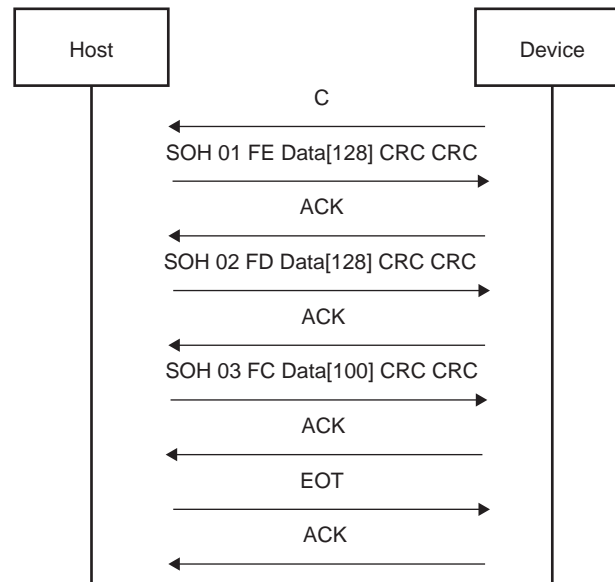 Host
Device
C
SOH 01 FE Data[128] CRC CRC
ACK
SOH 02 FD Data[128] CRC CRC
ACK
SOH 03 FC Data[100] CRC CRC
ACK
EOT
ACK